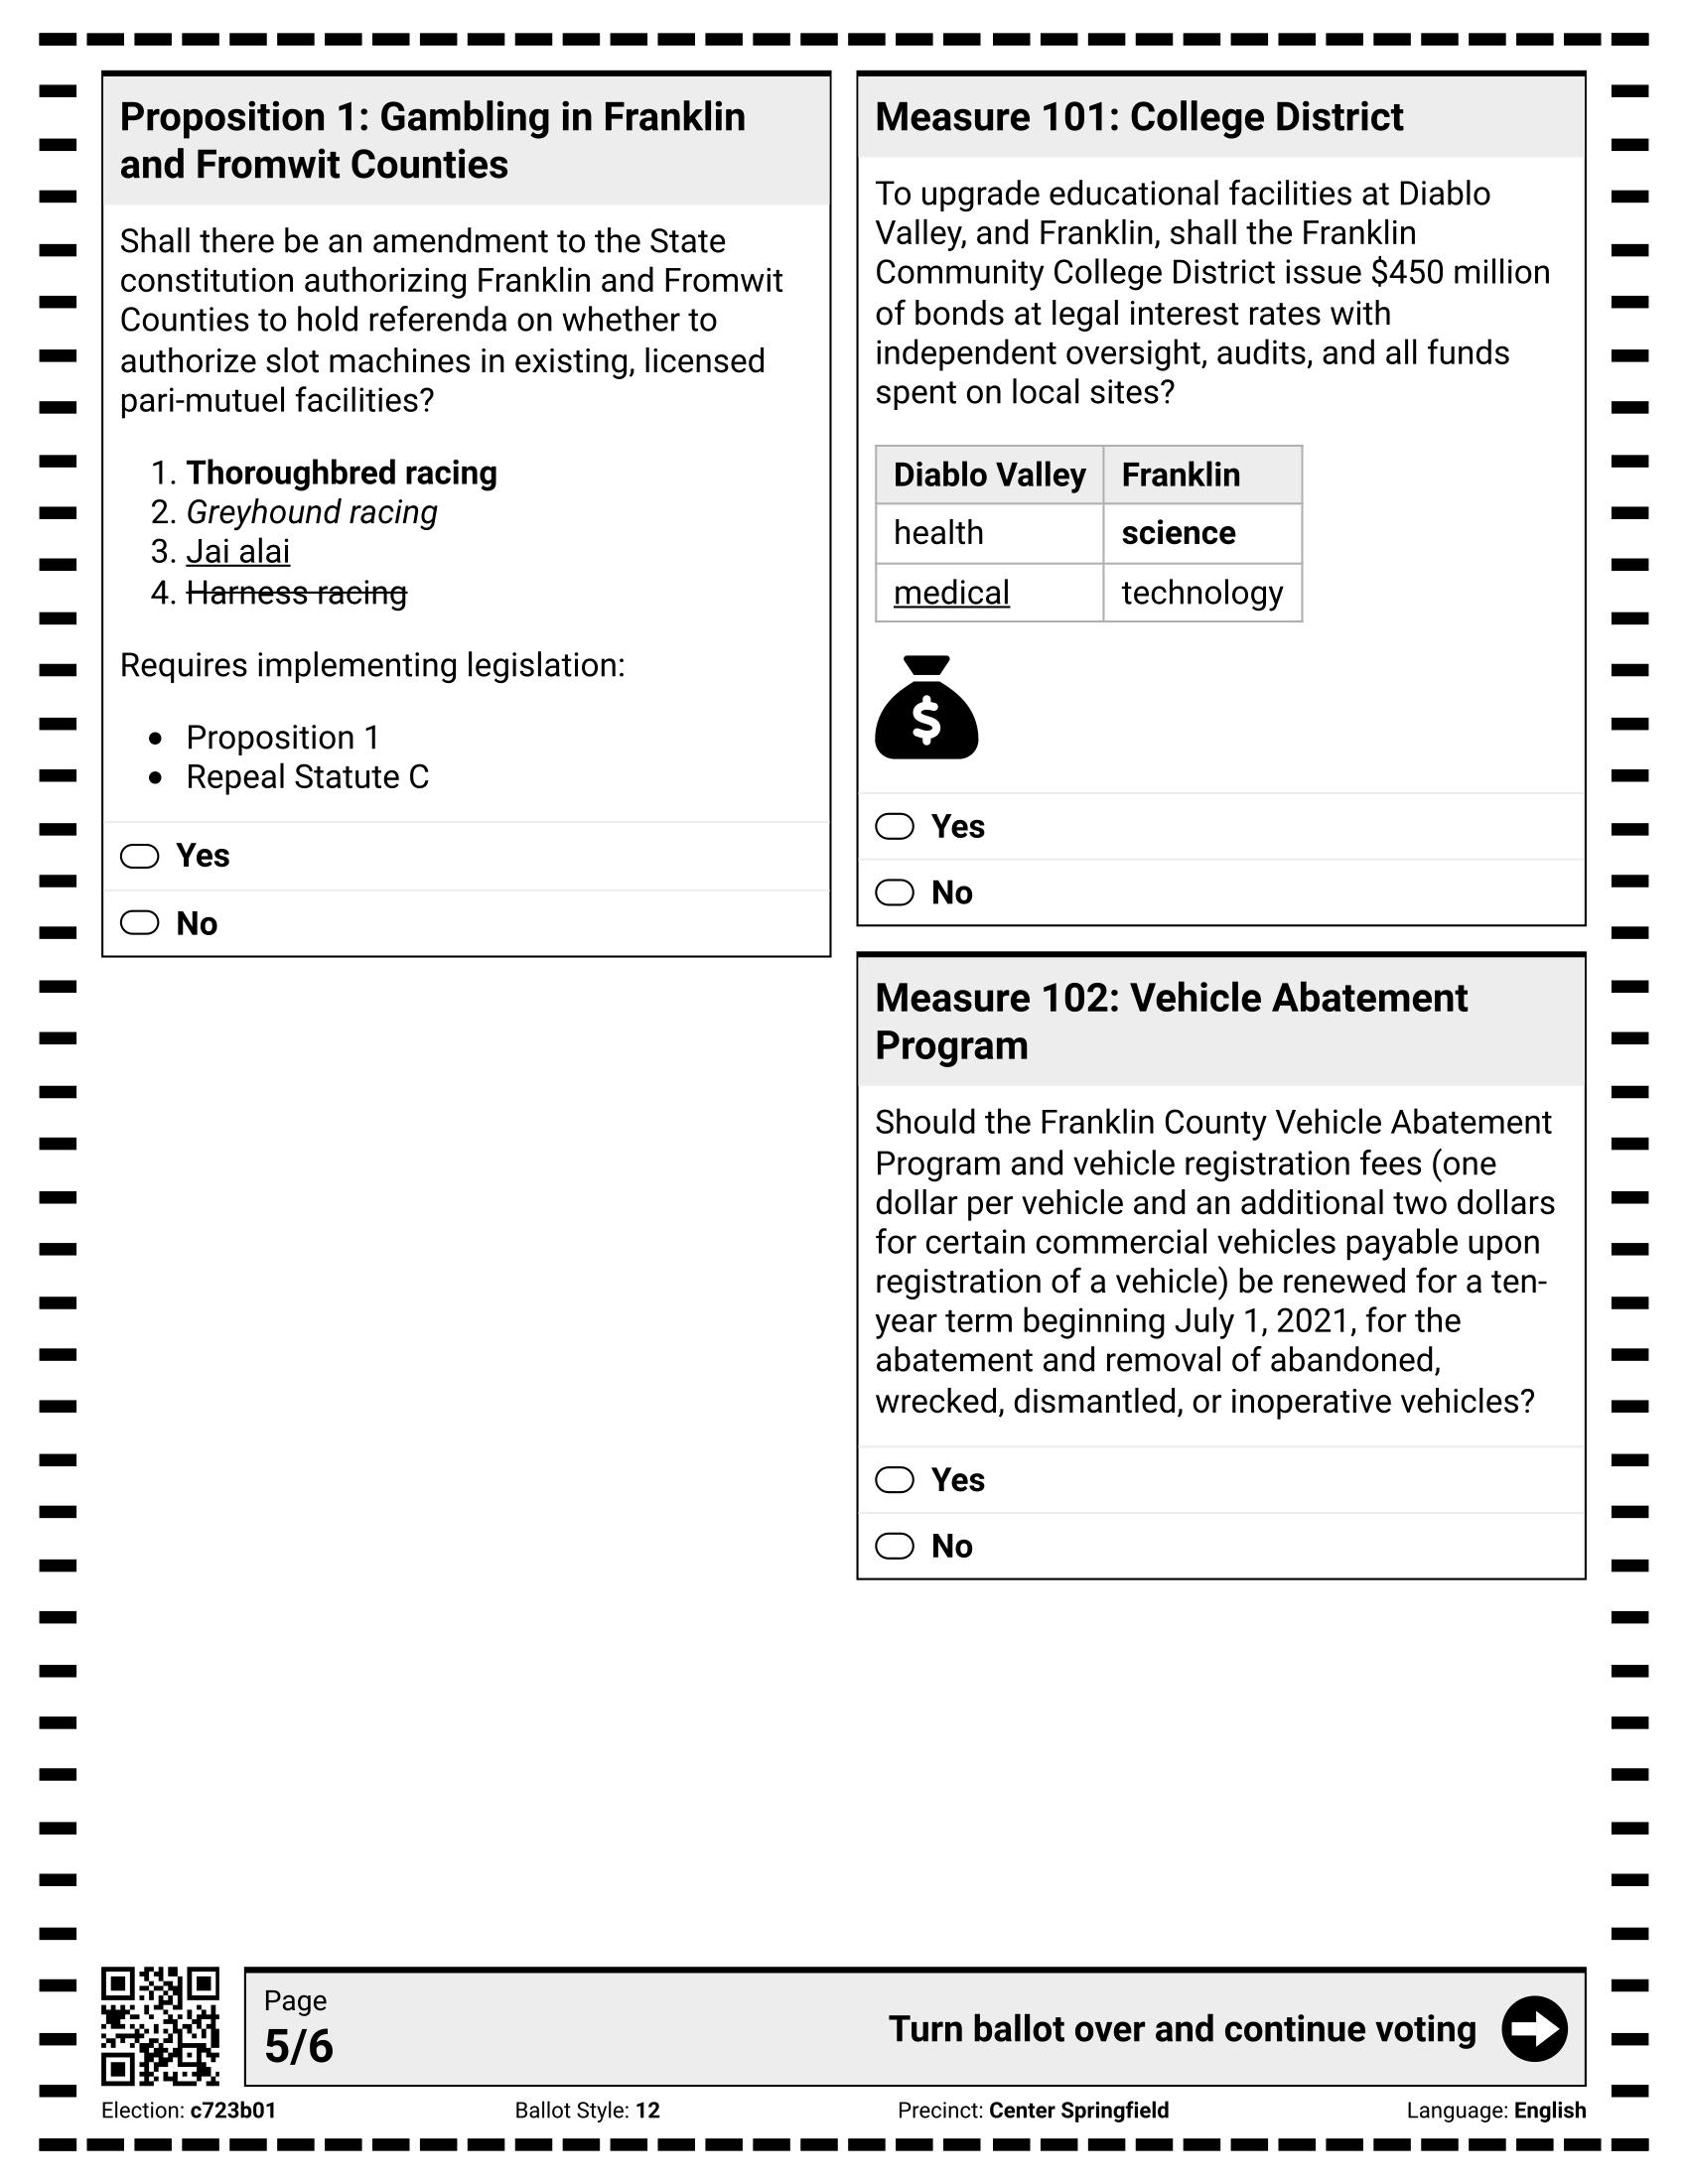 Proposition 1: Gambling in Franklin
and Fromwit Counties
Shall there be an amendment to the State
constitution authorizing Franklin and Fromwit
Counties to hold referenda on whether to
authorize slot machines in existing, licensed
pari-mutuel facilities?
1. Thoroughbred racing
2. Greyhound racing
3. Jai alai
4. Harness racing
Requires implementing legislation:
• Proposition 1
• Repeal Statute C
Yes
No
Measure 101: College District
To upgrade educational facilities at Diablo
Valley, and Franklin, shall the Franklin
Community College District issue $450 million
of bonds at legal interest rates with
independent oversight, audits, and all funds
spent on local sites?
Diablo Valley Franklin
health science
medical technology
$
Yes
No
Measure 102: Vehicle Abatement
Program
Should the Franklin County Vehicle Abatement
Program and vehicle registration fees (one
dollar per vehicle and an additional two dollars
for certain commercial vehicles payable upon
registration of a vehicle) be renewed for a ten-
year term beginning July 1, 2021, for the
abatement and removal of abandoned,
wrecked, dismantled, or inoperative vehicles?
Yes
No
Page
5/6
Turn ballot over and continue voting
Election: c723b01 Ballot Style: 12 Precinct: Center Springfield Language: English